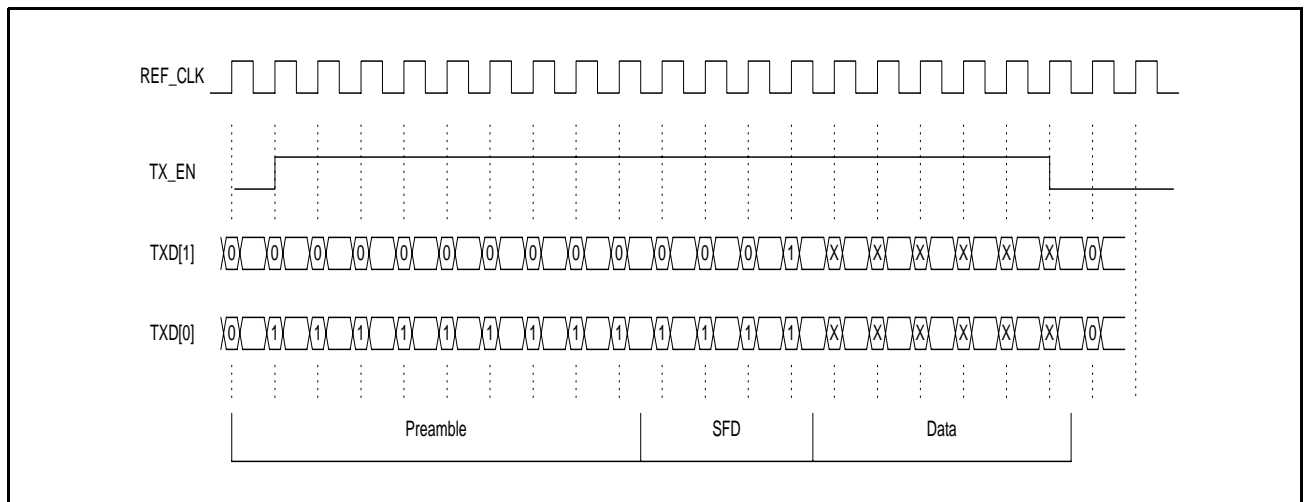 REF_CLK
TX_EN
TXD[1] 0 0 0 0 0 0 0 0 0 0 0 0 0 1 X X X X X X 0
TXD[0] 0 1 1 1 1 1 1 1 1 1 1 1 1 1 X X X X X X 0
Preamble SFD Data